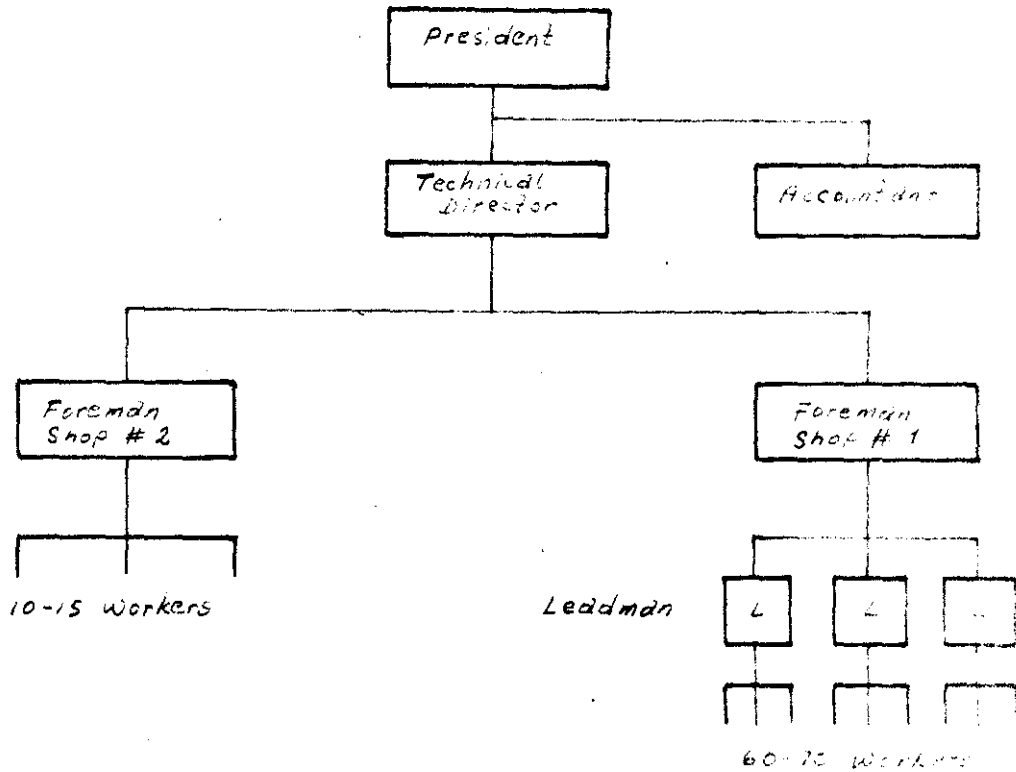 President
Technical
Director
Accountant
Foreman
Shop # 2
Foreman
Shop # 1
10-15 workers
Leadman
L
L
workers